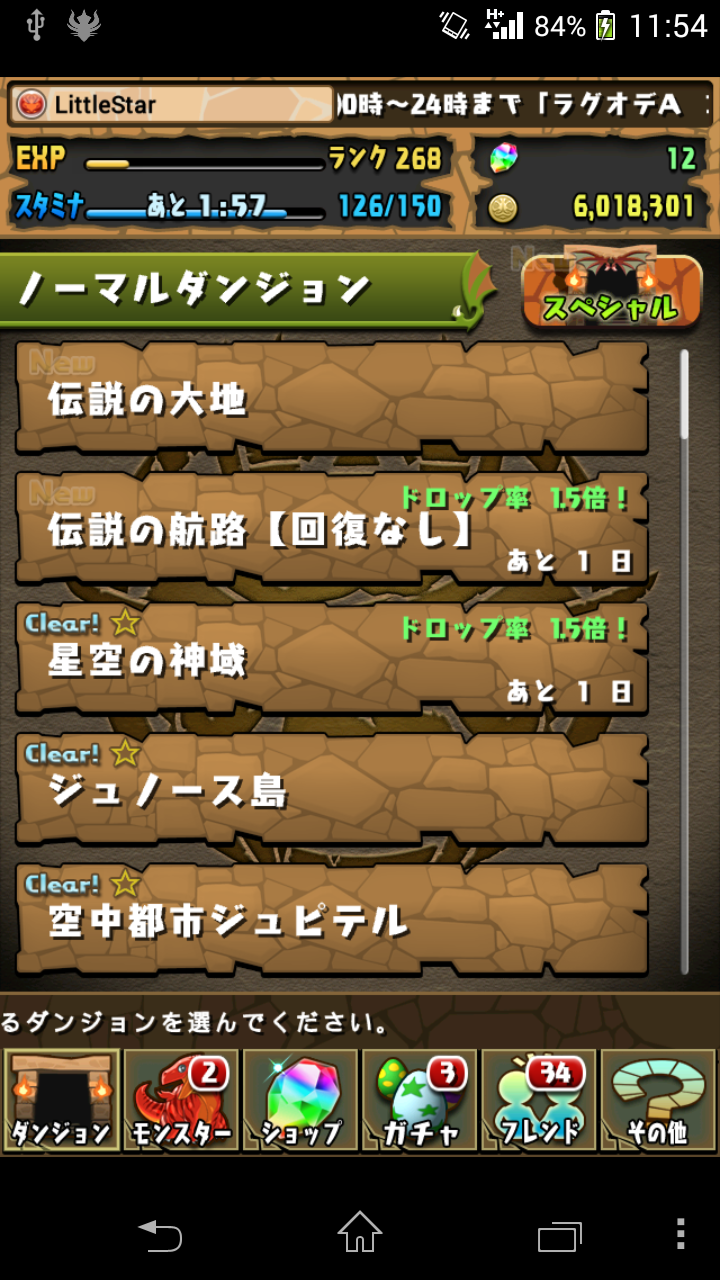 84% 11:54
LittleStar 00時〜24時まで「ラグオデA
EXP ランク 268 12
スタミナ あと 1:57 126/150 6,018,301
ノーマルダンジョン スペシャル
New
伝説の大地
New ドロップ率 1.5倍!
伝説の航路【回復なし】
あと 1 日
Clear! ドロップ率 1.5倍!
星空の神域
あと 1 日
Clear!
ジュノース島
Clear!
空中都市ジュピテル
るダンジョンを選んでください。
2 3 34
ダンジョン モンスター ショップ ガチャ フレンド その他